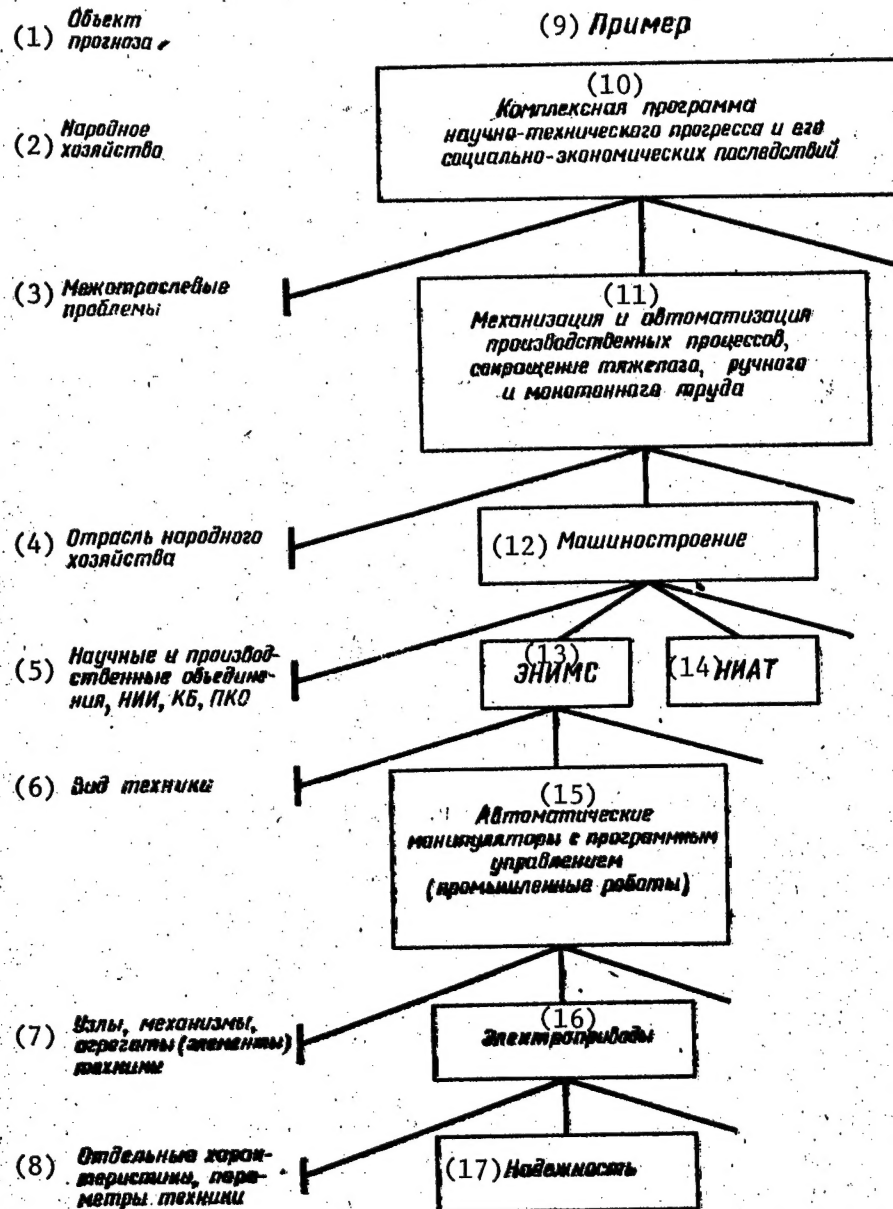 (1) Объект
прогноза
(9) Пример
(2) Народное
хозяйство
(10)
Комплексная программа
научно-технического прогресса и его
социально-экономических последствий
(3) Межотраслевые
проблемы
(11)
Механизация и автоматизация
производственных процессов,
сокращение тяжелого, ручного
и монотонного труда
(4) Отрасль народного
хозяйства
(12) Машиностроение
(5) Научные и производ-
ственные объедине-
ния, НИИ, КБ, ПКО
(13)
ЭНИМС
(14) НИАТ
(6) Вид техники
(15)
Автоматические
манипуляторы с программным
управлением
(промышленные роботы)
(7) Узлы, механизмы,
агрегаты (элементы)
техники
(16)
Электроприводы
(8) Отдельные харак-
теристики, пара-
метры техники
(17) Надежность